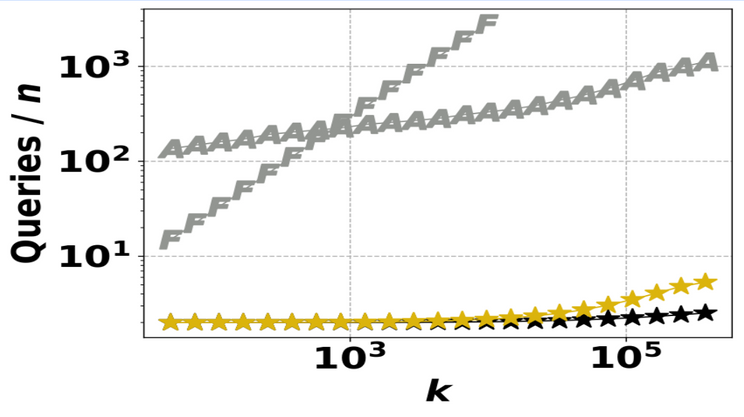 Queries / n
10³
10²
10¹
F F F F F F F F F F F F F F
A A A A A A A A A A A A A A A A A A A A A A A
10³ 10⁵
k